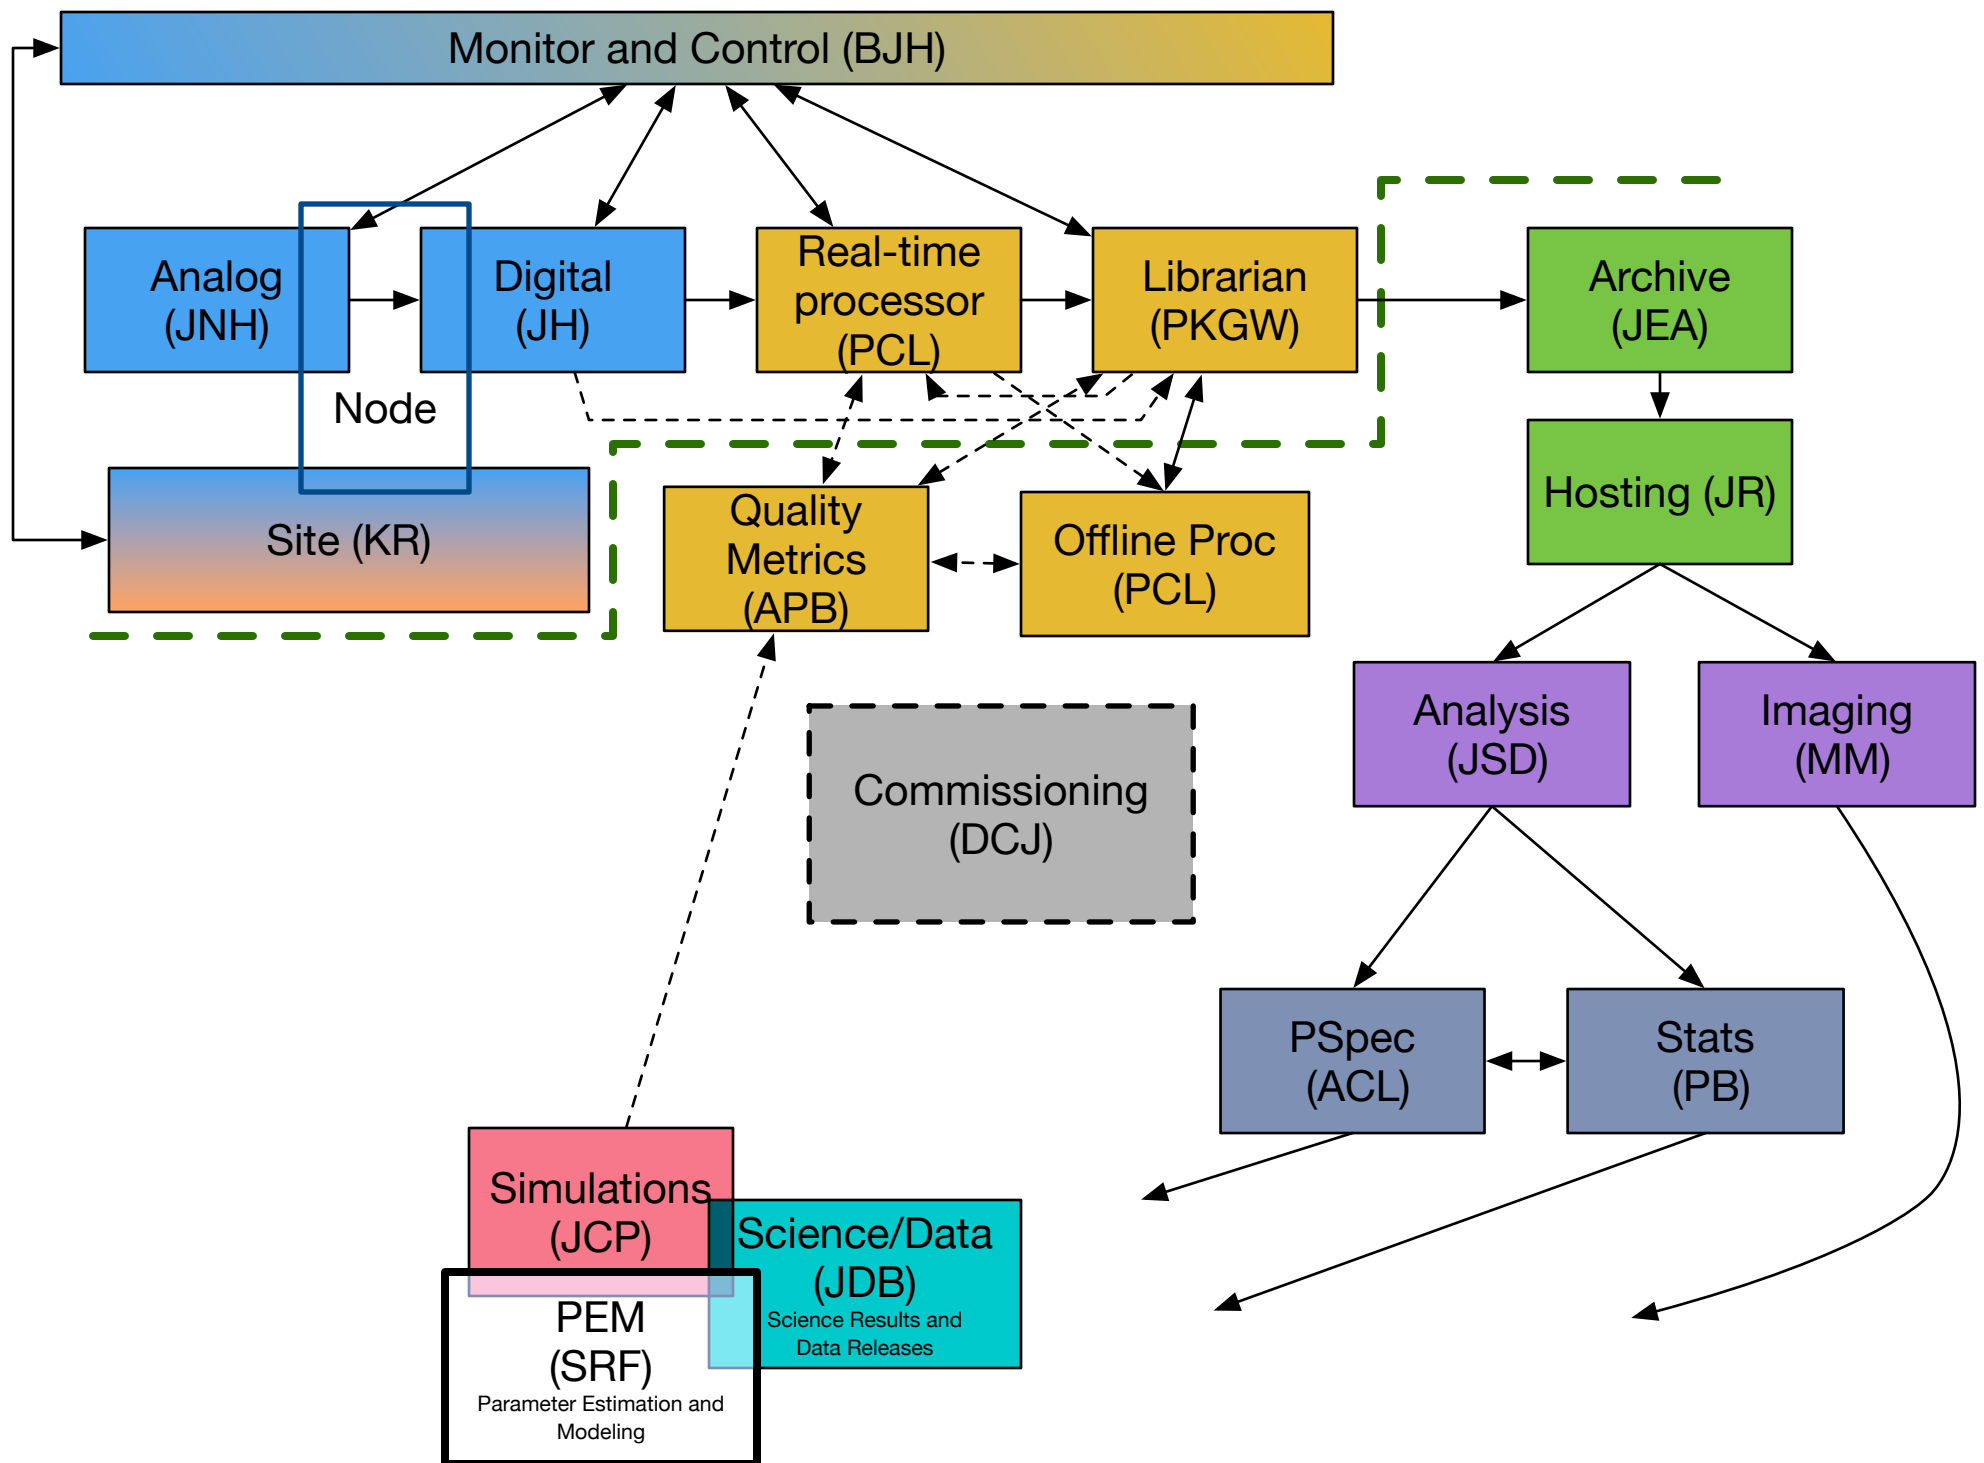 Monitor and Control (BJH)
Analog
(JNH)
Digital
(JH)
Real-time
processor
(PCL)
Librarian
(PKGW)
Archive
(JEA)
Node
Site (KR)
Quality
Metrics
(APB)
Offline Proc
(PCL)
Hosting (JR)
Analysis
(JSD)
Imaging
(MM)
Commissioning
(DCJ)
PSpec
(ACL)
Stats
(PB)
Simulations
(JCP)
Science/Data
(JDB)
Science Results and
Data Releases
PEM
(SRF)
Parameter Estimation and
Modeling